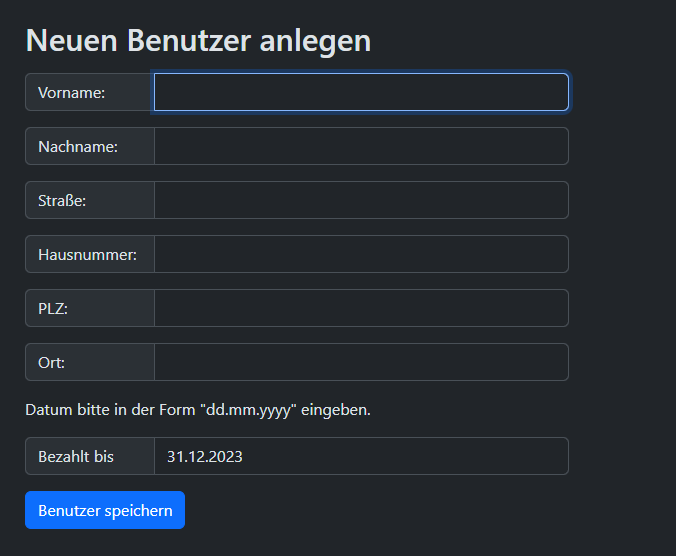 Neuen Benutzer anlegen
Vorname:
Nachname:
Straße:
Hausnummer:
PLZ:
Ort:
Datum bitte in der Form "dd.mm.yyyy" eingeben.
Bezahlt bis 31.12.2023
Benutzer speichern